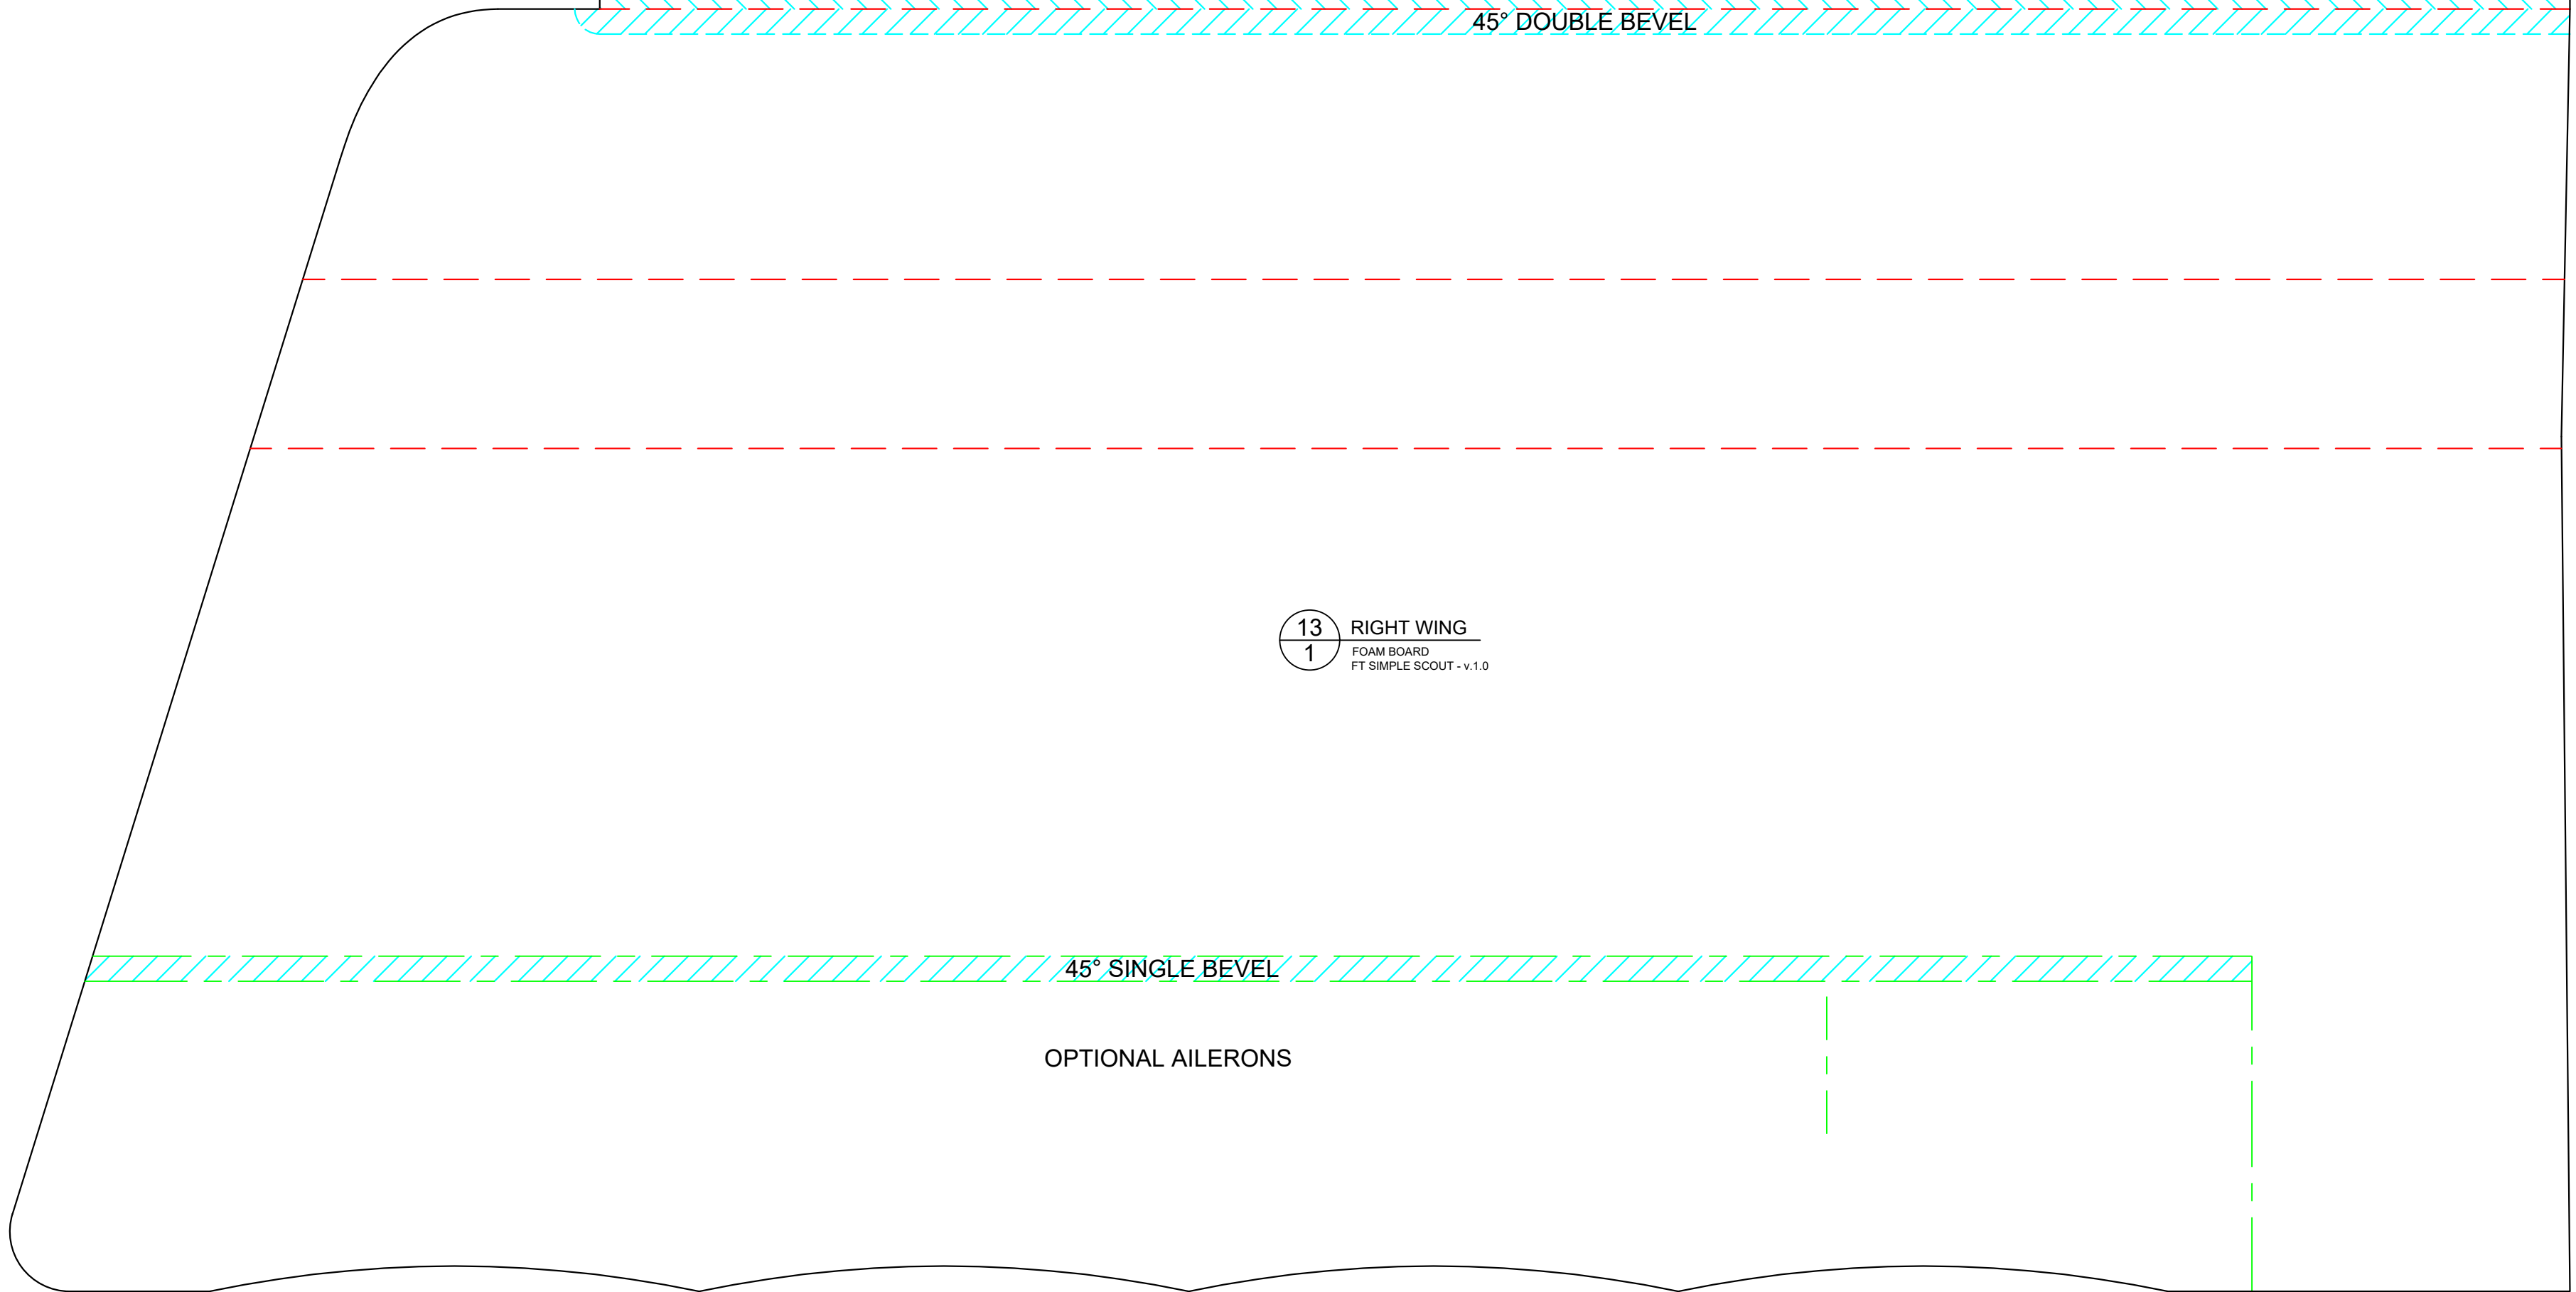 45° DOUBLE BEVEL
13
1
RIGHT WING
FOAM BOARD
FT SIMPLE SCOUT - v.1.0
45° SINGLE BEVEL
OPTIONAL AILERONS